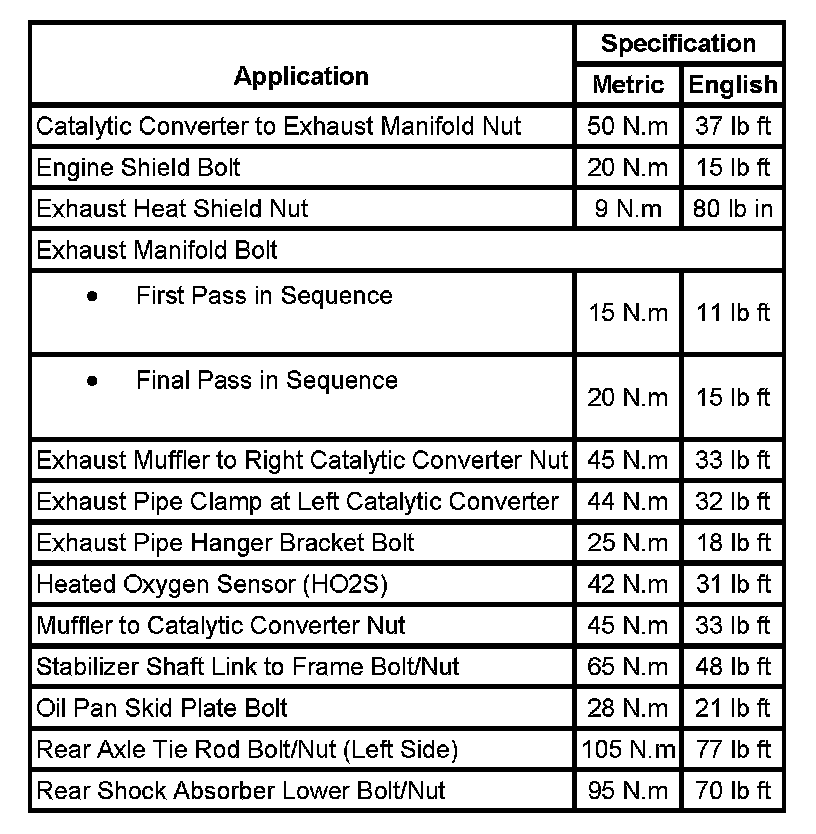 Application
Specification
Metric English
Catalytic Converter to Exhaust Manifold Nut 50 N.m 37 lb ft
Engine Shield Bolt 20 N.m 15 lb ft
Exhaust Heat Shield Nut 9 N.m 80 lb in
Exhaust Manifold Bolt
• First Pass in Sequence 15 N.m 11 lb ft
• Final Pass in Sequence 20 N.m 15 lb ft
Exhaust Muffler to Right Catalytic Converter Nut 45 N.m 33 lb ft
Exhaust Pipe Clamp at Left Catalytic Converter 44 N.m 32 lb ft
Exhaust Pipe Hanger Bracket Bolt 25 N.m 18 lb ft
Heated Oxygen Sensor (HO2S) 42 N.m 31 lb ft
Muffler to Catalytic Converter Nut 45 N.m 33 lb ft
Stabilizer Shaft Link to Frame Bolt/Nut 65 N.m 48 lb ft
Oil Pan Skid Plate Bolt 28 N.m 21 lb ft
Rear Axle Tie Rod Bolt/Nut (Left Side) 105 N.m 77 lb ft
Rear Shock Absorber Lower Bolt/Nut 95 N.m 70 lb ft